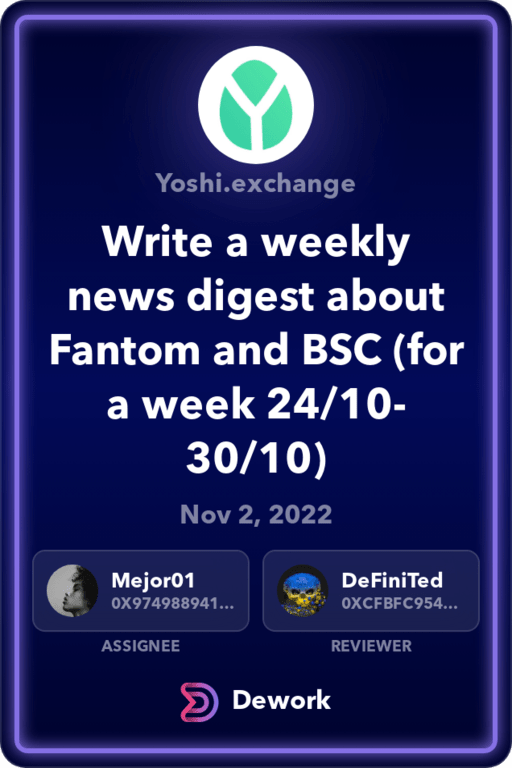 Yoshi.exchange
Write a weekly
news digest about
Fantom and BSC (for
a week 24/10-
30/10)
Nov 2, 2022
Mejor01
0X974988941...
DeFiniTed
0XCFBFC954...
ASSIGNEE
REVIEWER
Dework